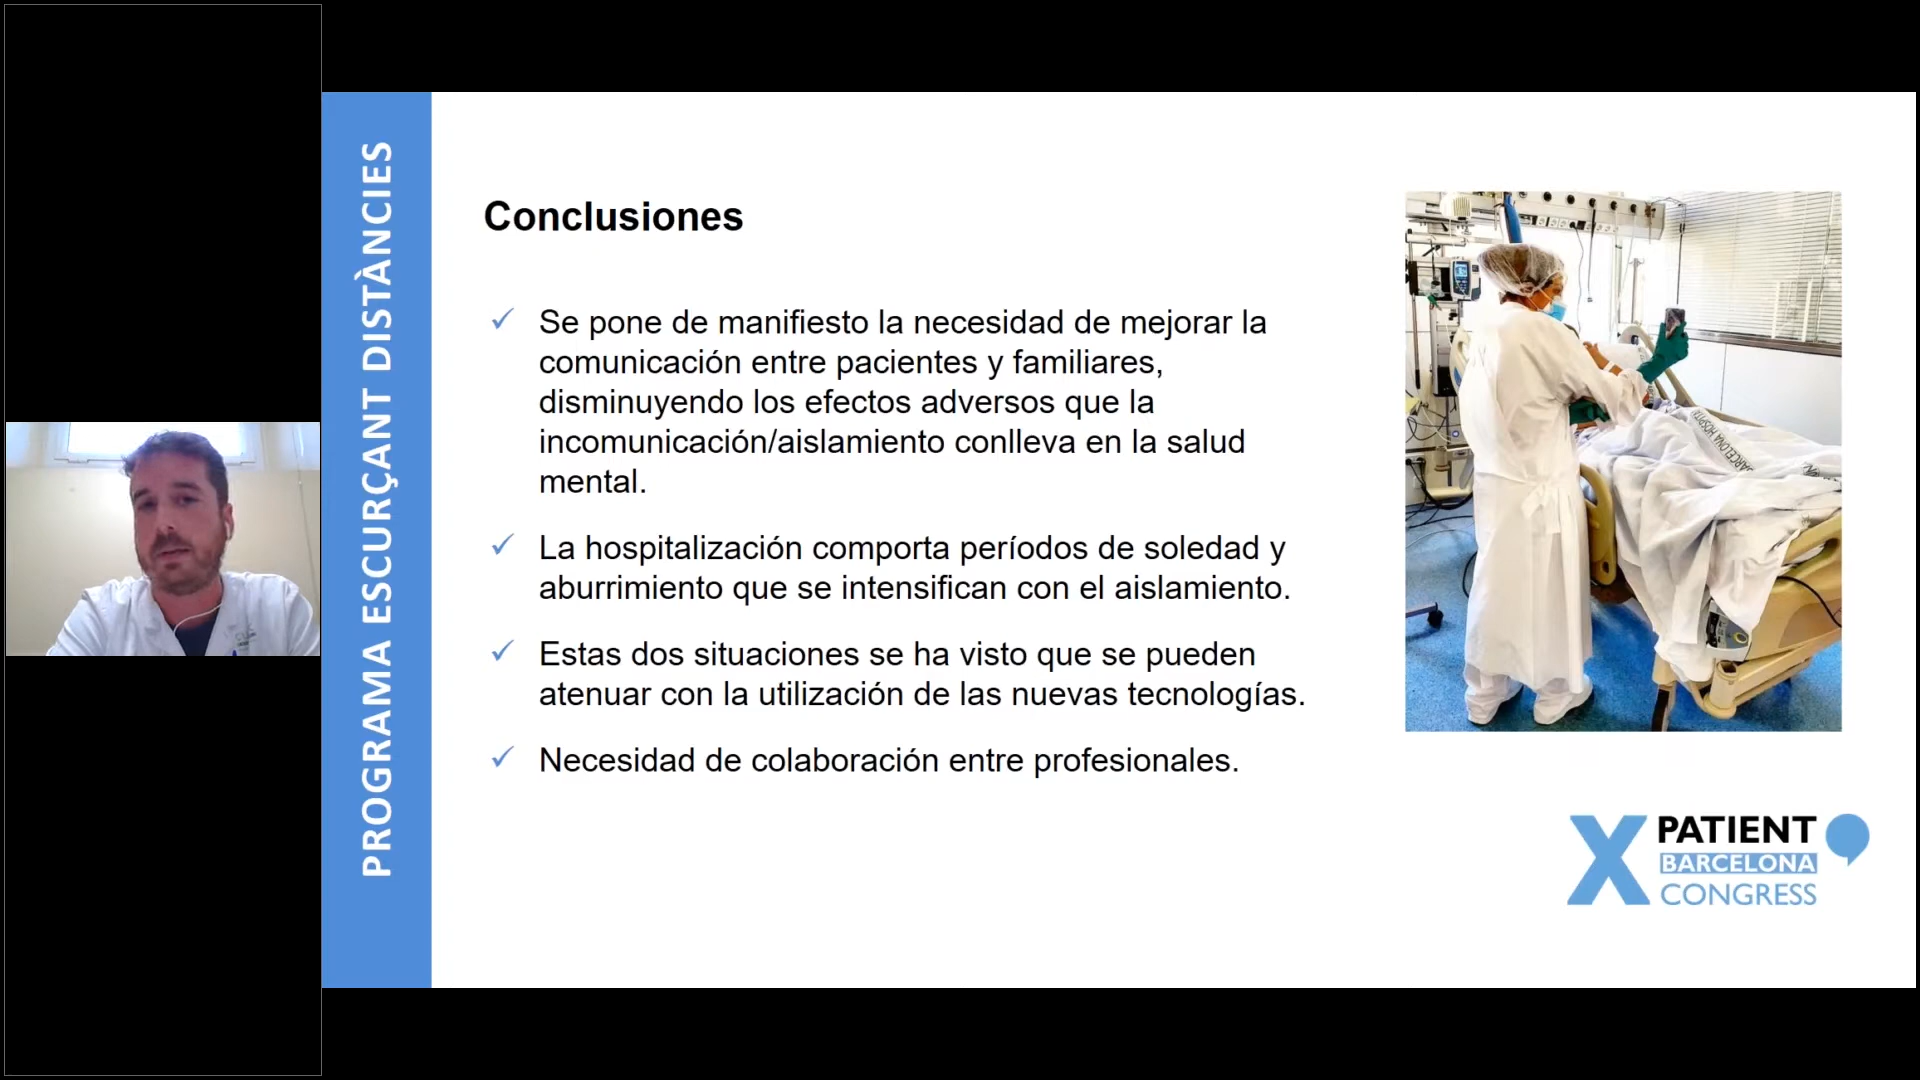 PROGRAMA ESCURÇANT DISTÀNCIES
Conclusiones
✓ Se pone de manifiesto la necesidad de mejorar la
comunicación entre pacientes y familiares,
disminuyendo los efectos adversos que la
incomunicación/aislamiento conlleva en la salud
mental.
✓ La hospitalización comporta períodos de soledad y
aburrimiento que se intensifican con el aislamiento.
✓ Estas dos situaciones se ha visto que se pueden
atenuar con la utilización de las nuevas tecnologías.
✓ Necesidad de colaboración entre profesionales.
X PATIENT
BARCELONA
CONGRESS